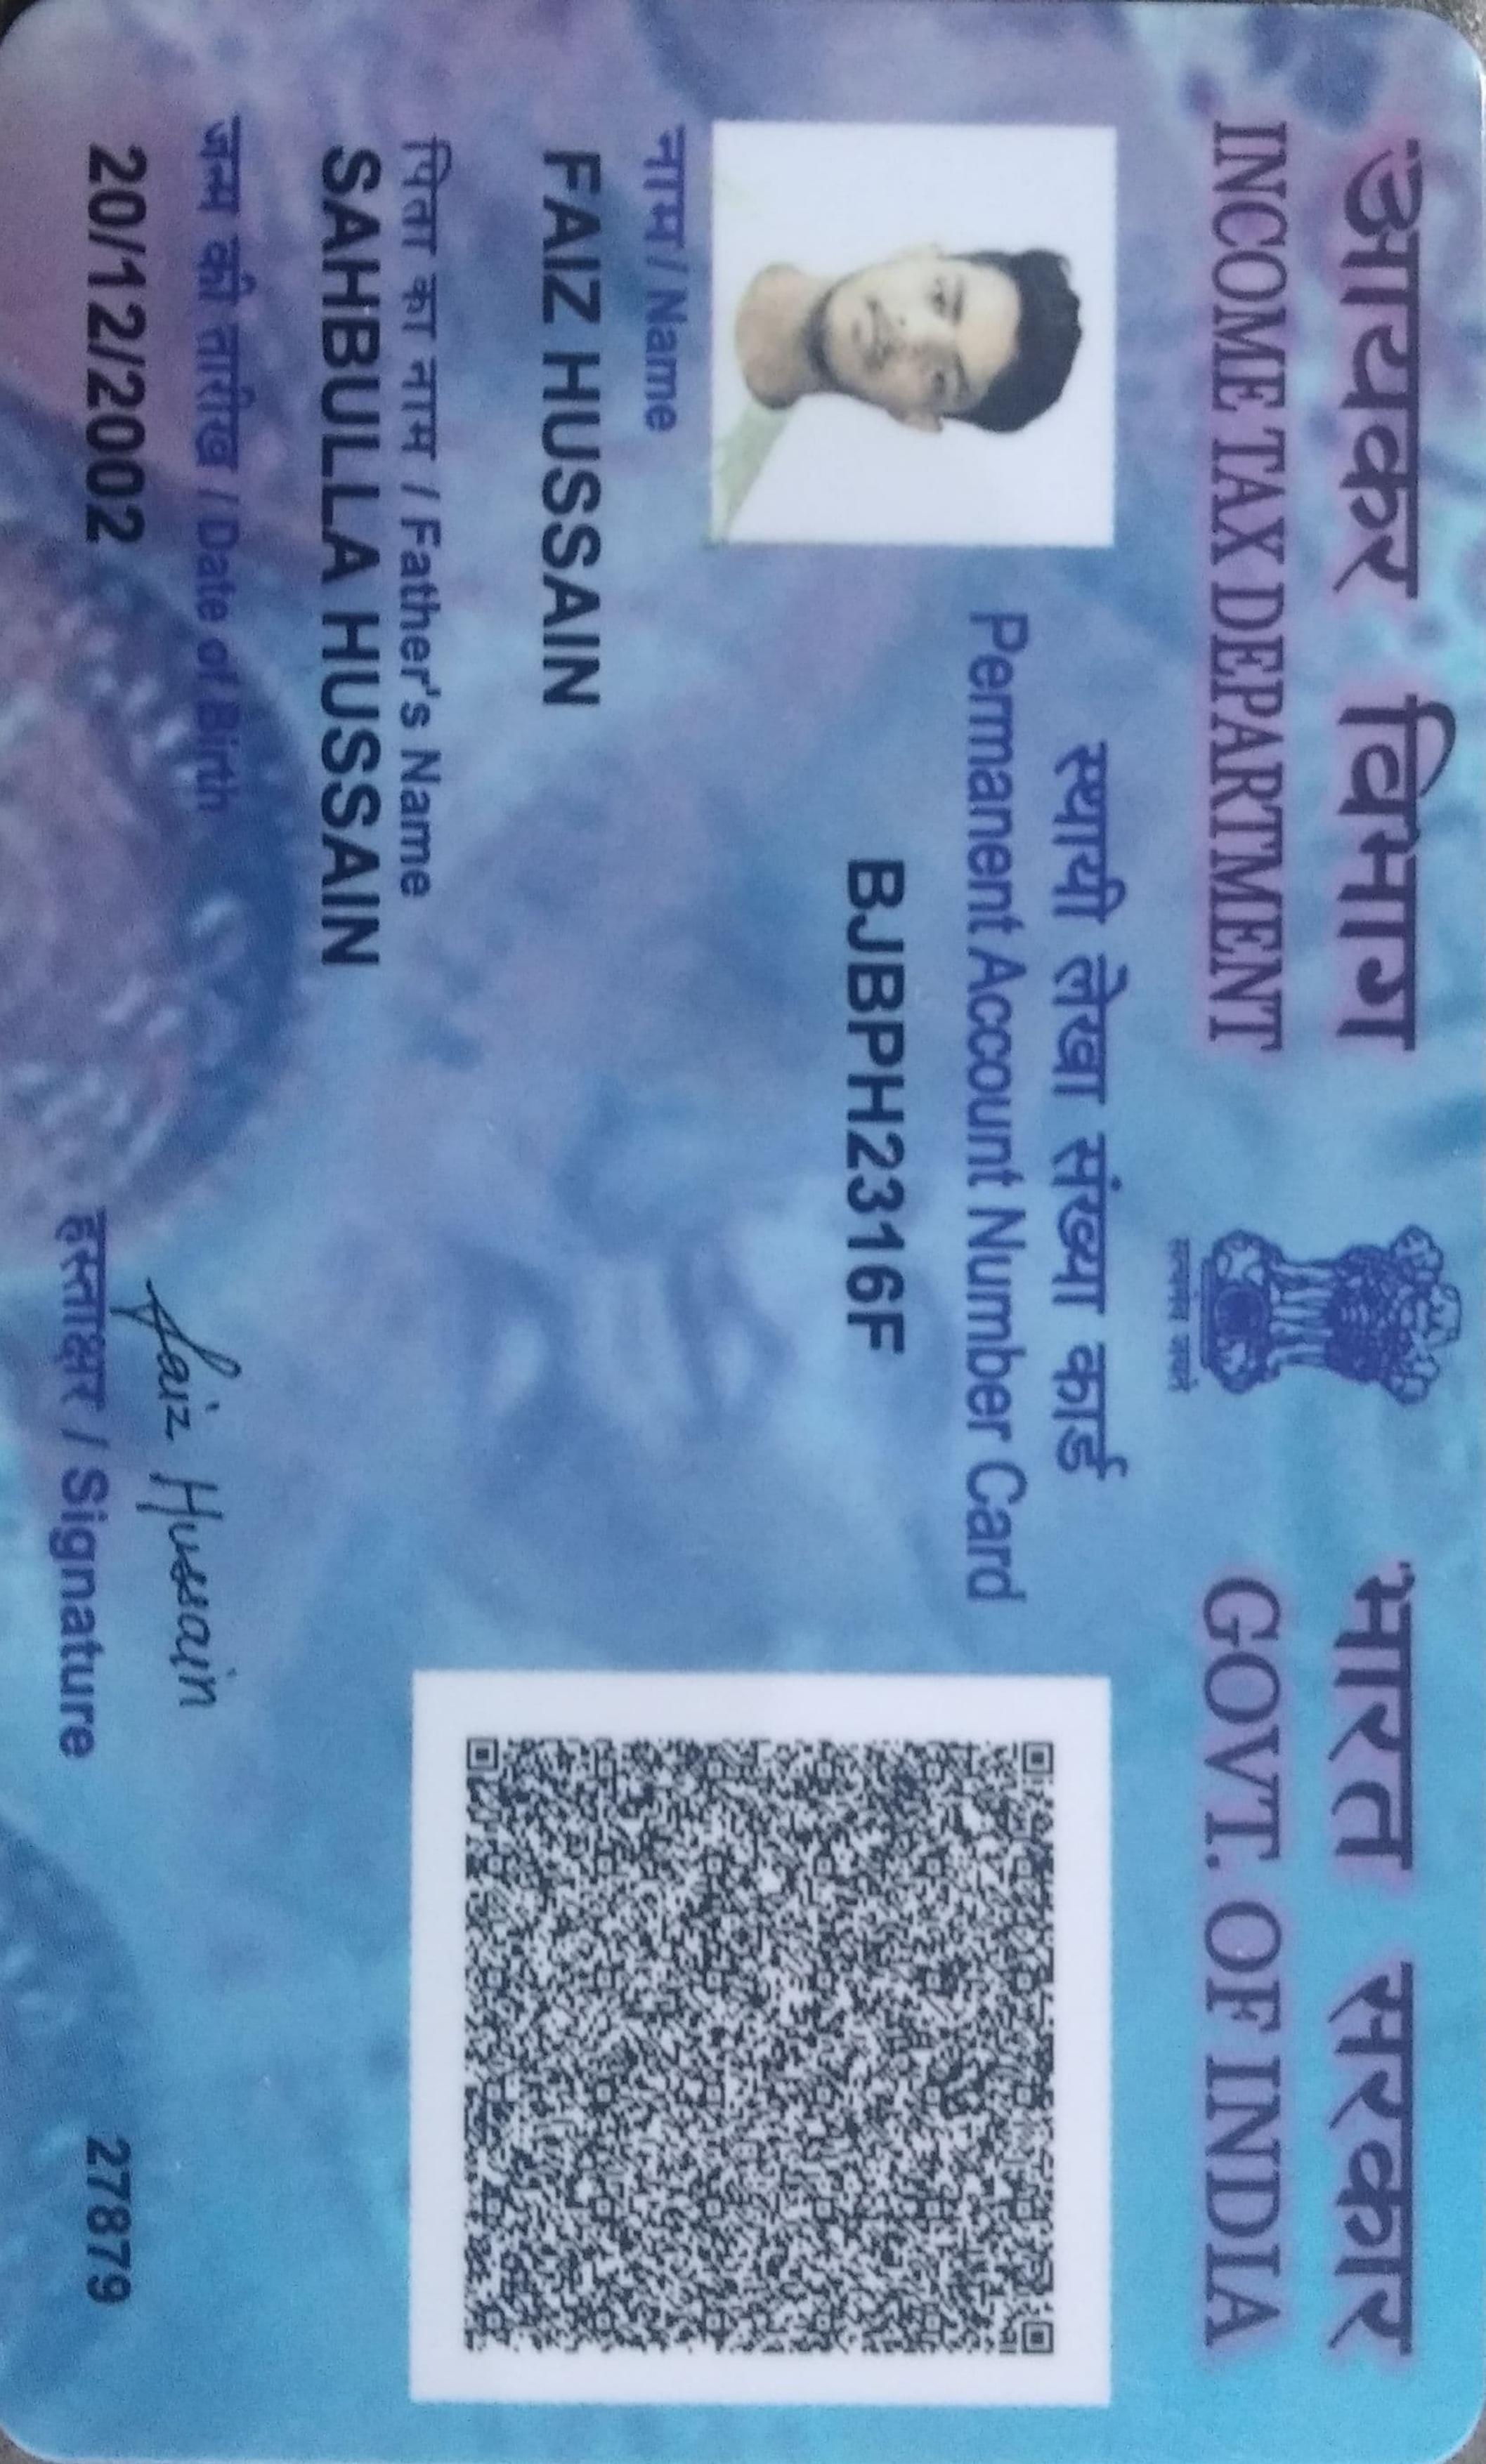 आयकर विभाग
INCOME TAX DEPARTMENT
सत्यमेव जयते
भारत सरकार
GOVT. OF INDIA
स्थायी लेखा संख्या कार्ड
Permanent Account Number Card
BJBPH2316F
नाम / Name
FAIZ HUSSAIN
पिता का नाम / Father's Name
SAHBULLA HUSSAIN
जन्म की तारीख / Date of Birth
20/12/2002
Faiz Hussain
हस्ताक्षर / Signature
27879